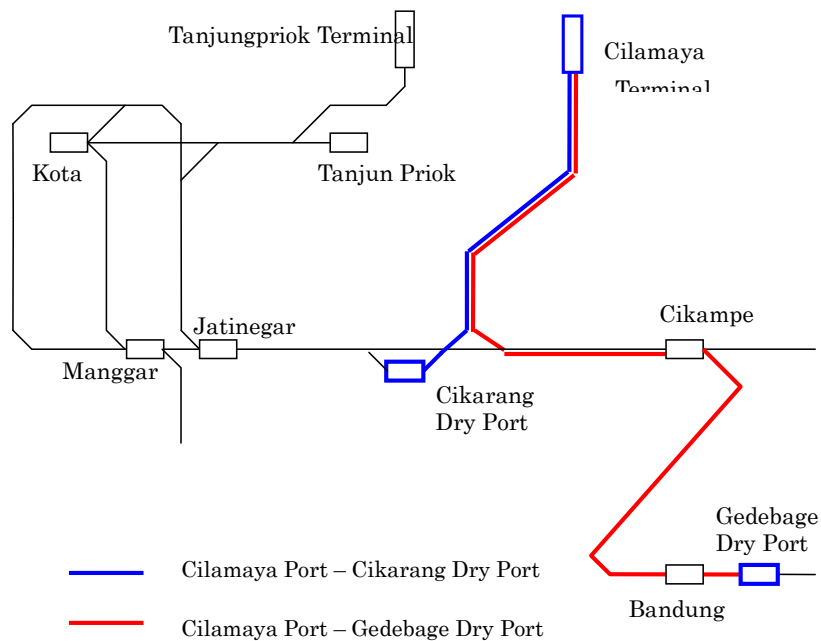 Tanjungpriok Terminal
Cilamaya
Terminal
Kota
Tanjun Priok
Jatinegar
Cikampe
Manggar
Cikarang
Dry Port
Gedebage
Dry Port
Cilamaya Port – Cikarang Dry Port
Bandung
Cilamaya Port – Gedebage Dry Port